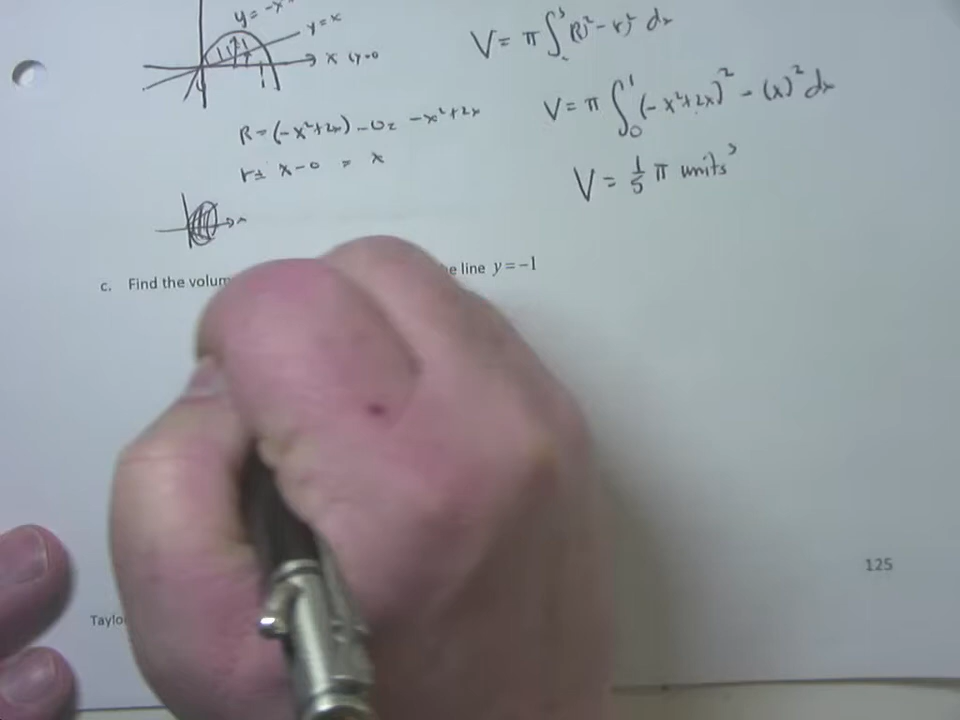 y = -x
y = x
x (y=0
R = (-x²+2x) - 0 = -x²+2x
r = x-0 = x
V = π∫ (R)² - r² dx
V = π ∫₀¹ (-x²+2x)² - (x)² dx
V = 1/5 π units³
c. Find the volum e line y = -1
125
Taylo